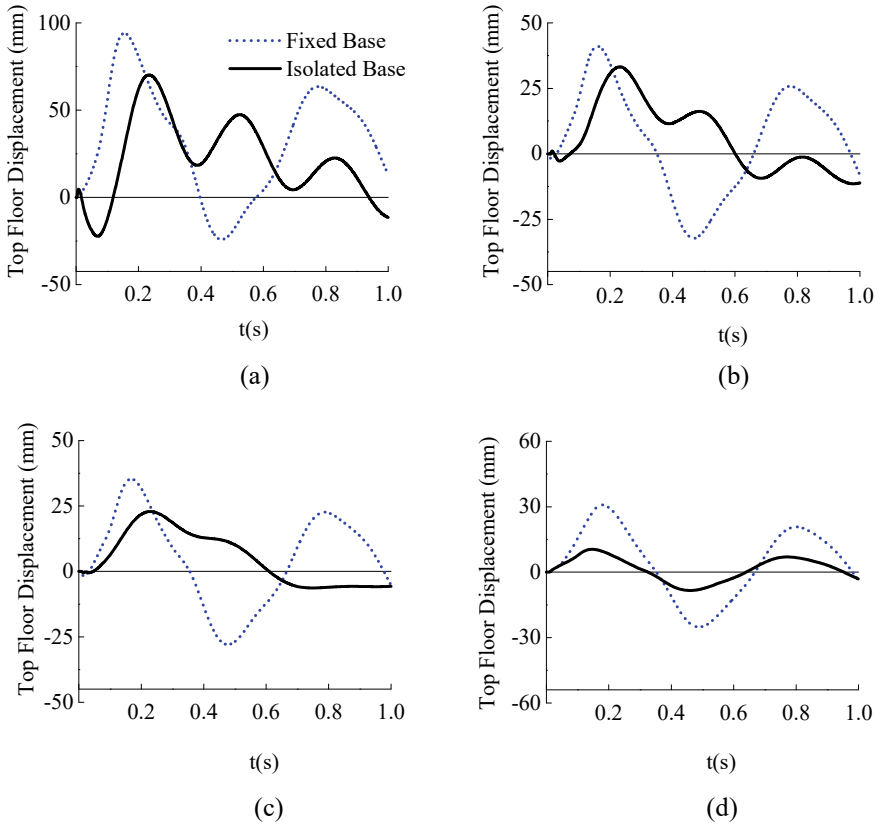 Top Floor Displacement (mm)
100
50
0
-50
Fixed Base
Isolated Base
0.2 0.4 0.6 0.8 1.0
t(s)
(a)
Top Floor Displacement (mm)
50
25
0
-25
-50
0.2 0.4 0.6 0.8 1.0
t(s)
(b)
Top Floor Displacement (mm)
50
25
0
-25
-50
0.2 0.4 0.6 0.8 1.0
t(s)
(c)
Top Floor Displacement (mm)
60
30
0
-30
-60
0.2 0.4 0.6 0.8 1.0
t(s)
(d)